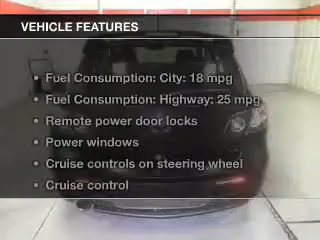 VEHICLE FEATURES
• Fuel Consumption: City: 18 mpg
• Fuel Consumption: Highway: 25 mpg
• Remote power door locks
• Power windows
• Cruise controls on steering wheel
• Cruise control